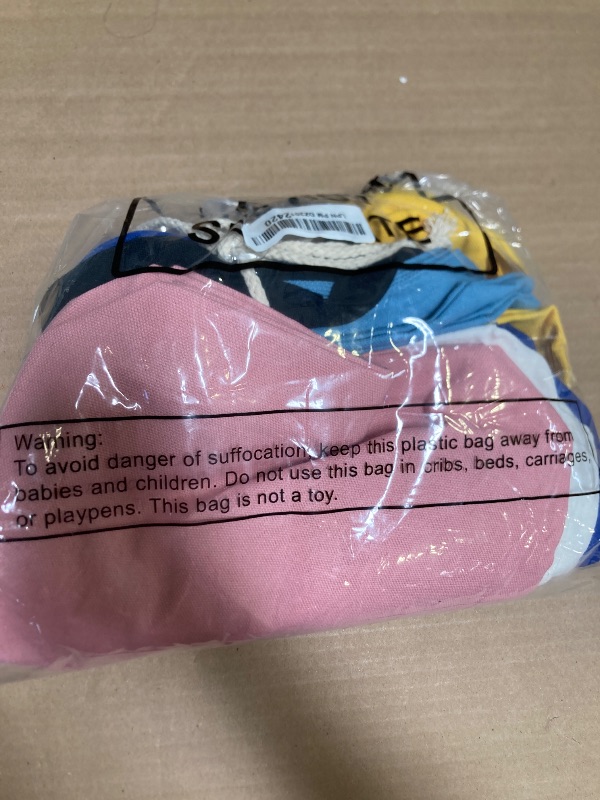 Warning:
To avoid danger of suffocation, keep this plastic bag away from
babies and children. Do not use this bag in cribs, beds, carriages,
or playpens. This bag is not a toy.